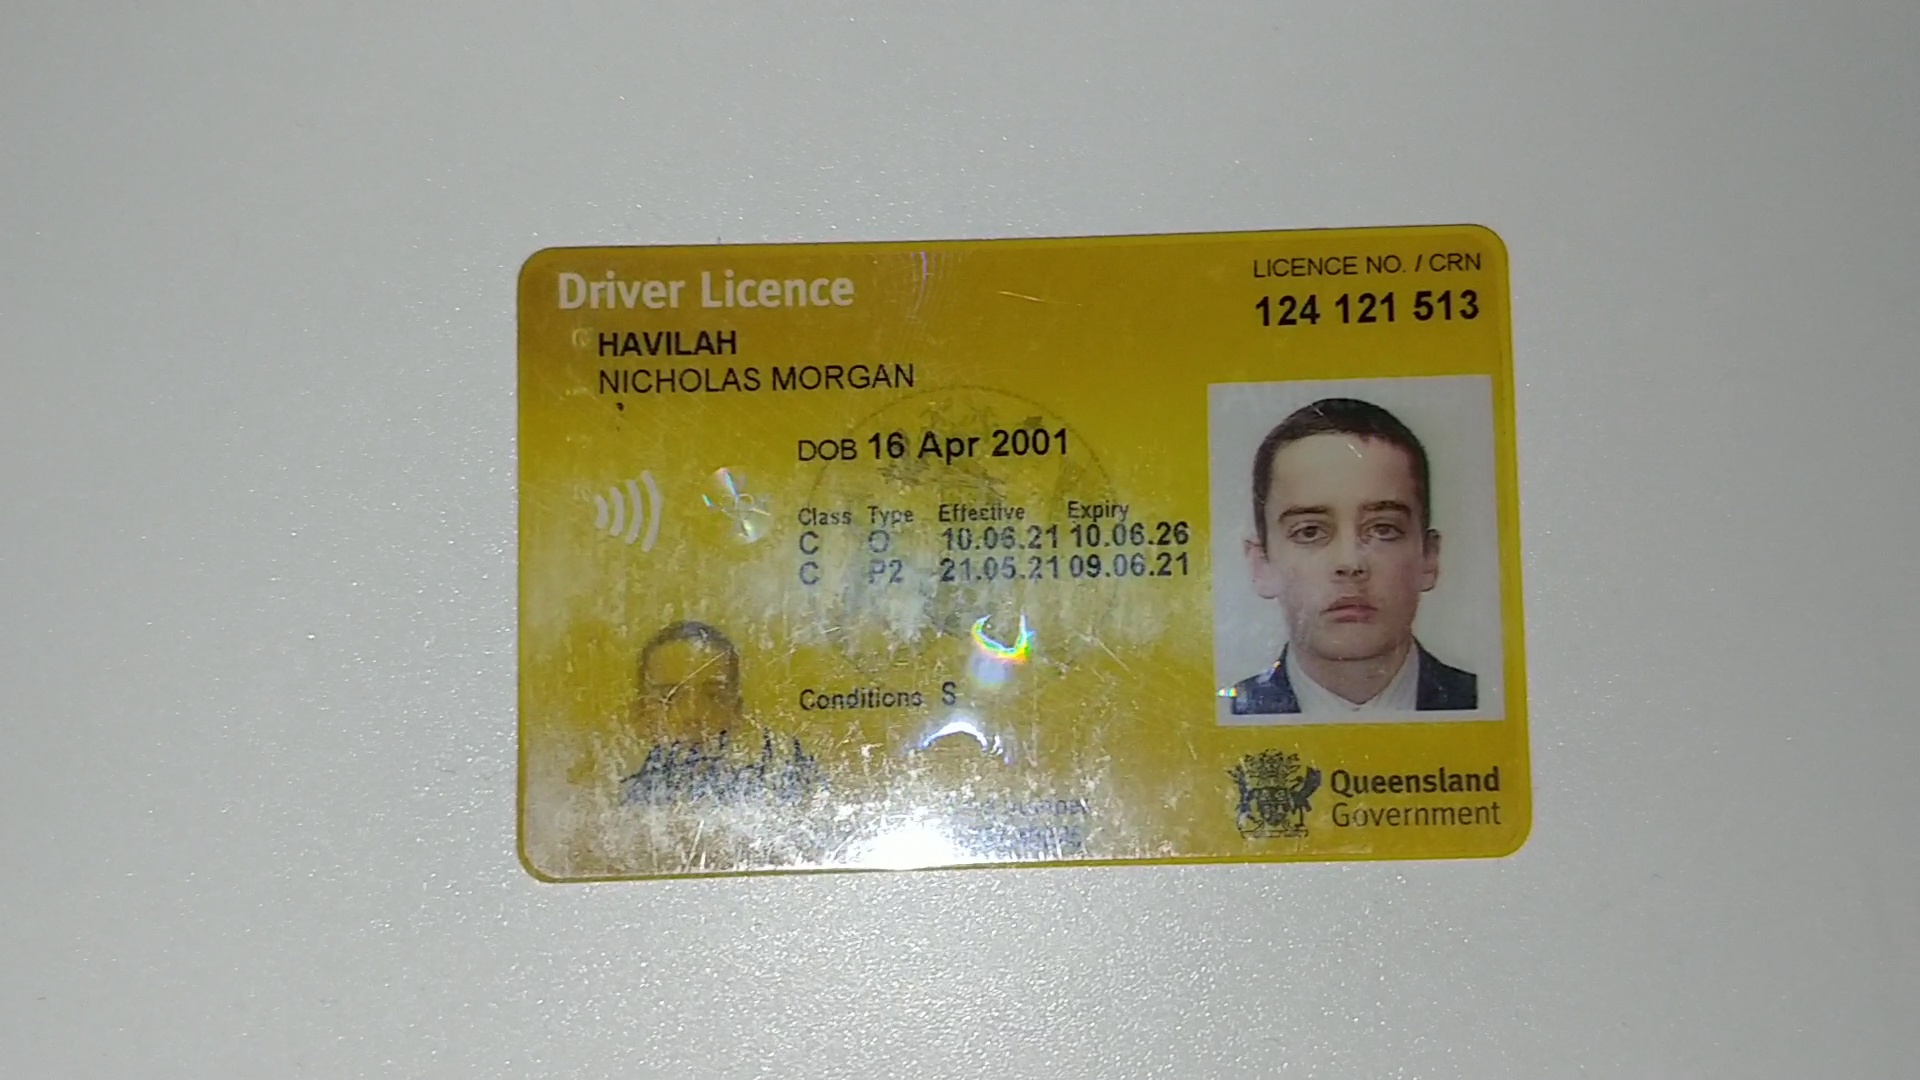 Driver Licence
LICENCE NO. / CRN
124 121 513
HAVILAH
NICHOLAS MORGAN
DOB 16 Apr 2001
Class Type Effective Expiry
C O 10.06.21 10.06.26
C P2 21.05.21 09.06.21
Conditions S
Queensland
Government